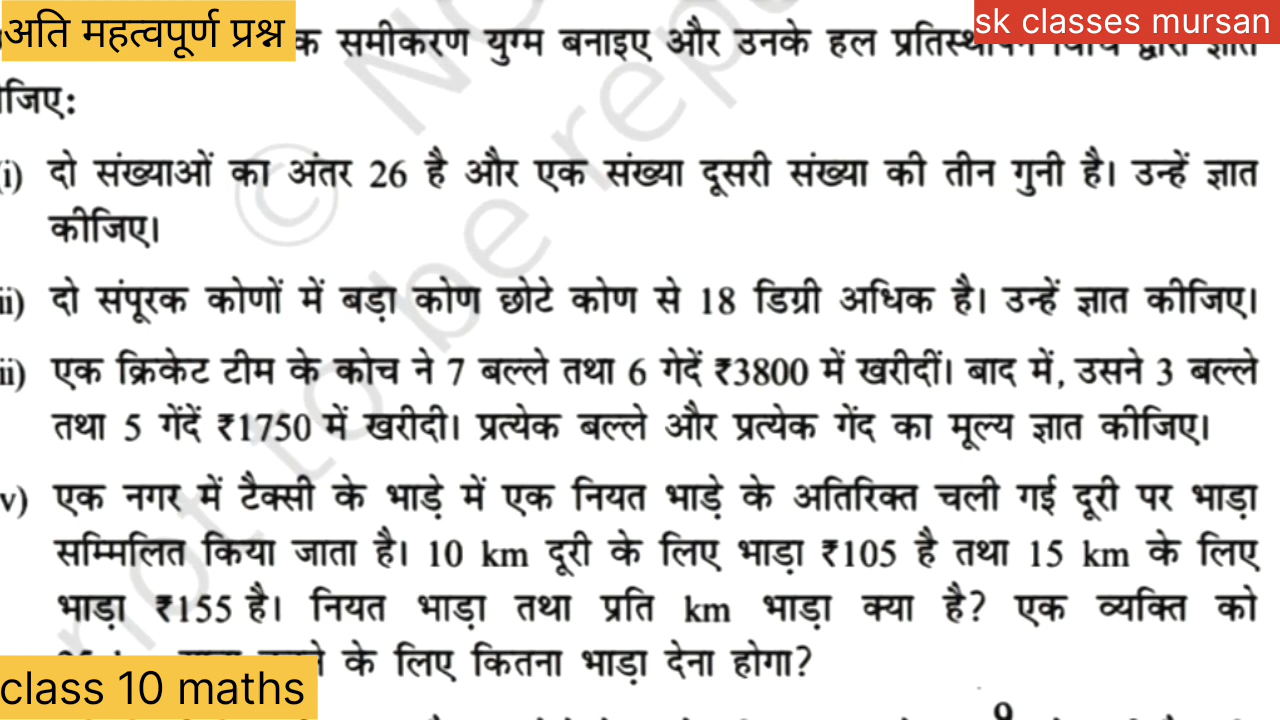 अति महत्वपूर्ण प्रश्न
sk classes mursan
क समीकरण युग्म बनाइए और उनके हल
जिए:
i) दो संख्याओं का अंतर 26 है और एक संख्या दूसरी संख्या की तीन गुनी है। उन्हें ज्ञात
कीजिए।
ii) दो संपूरक कोणों में बड़ा कोण छोटे कोण से 18 डिग्री अधिक है। उन्हें ज्ञात कीजिए।
ii) एक क्रिकेट टीम के कोच ने 7 बल्ले तथा 6 गेदें ₹3800 में खरीदीं। बाद में, उसने 3 बल्ले
तथा 5 गेंदें ₹1750 में खरीदी। प्रत्येक बल्ले और प्रत्येक गेंद का मूल्य ज्ञात कीजिए।
v) एक नगर में टैक्सी के भाड़े में एक नियत भाड़े के अतिरिक्त चली गई दूरी पर भाड़ा
सम्मिलित किया जाता है। 10 km दूरी के लिए भाड़ा ₹105 है तथा 15 km के लिए
भाड़ा ₹155 है। नियत भाड़ा तथा प्रति km भाड़ा क्या है? एक व्यक्ति को
के लिए कितना भाड़ा देना होगा?
class 10 maths
© not to be